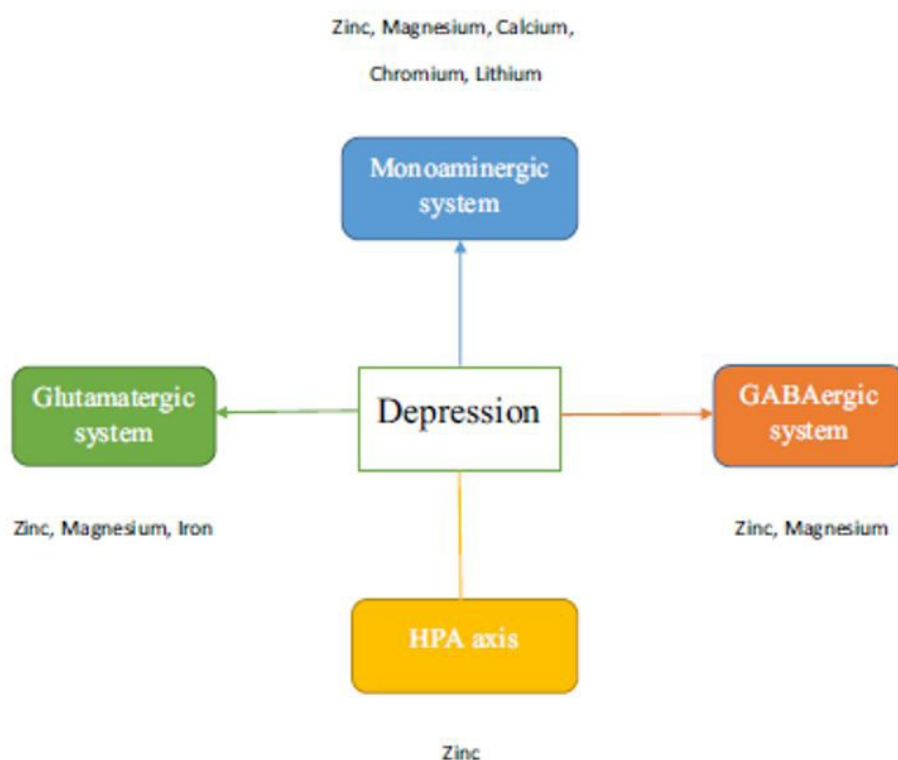 Zinc, Magnesium, Calcium,
Chromium, Lithium
Monoaminergic
system
Glutamatergic
system
Depression
GABAergic
system
Zinc, Magnesium, Iron
Zinc, Magnesium
HPA axis
Zinc